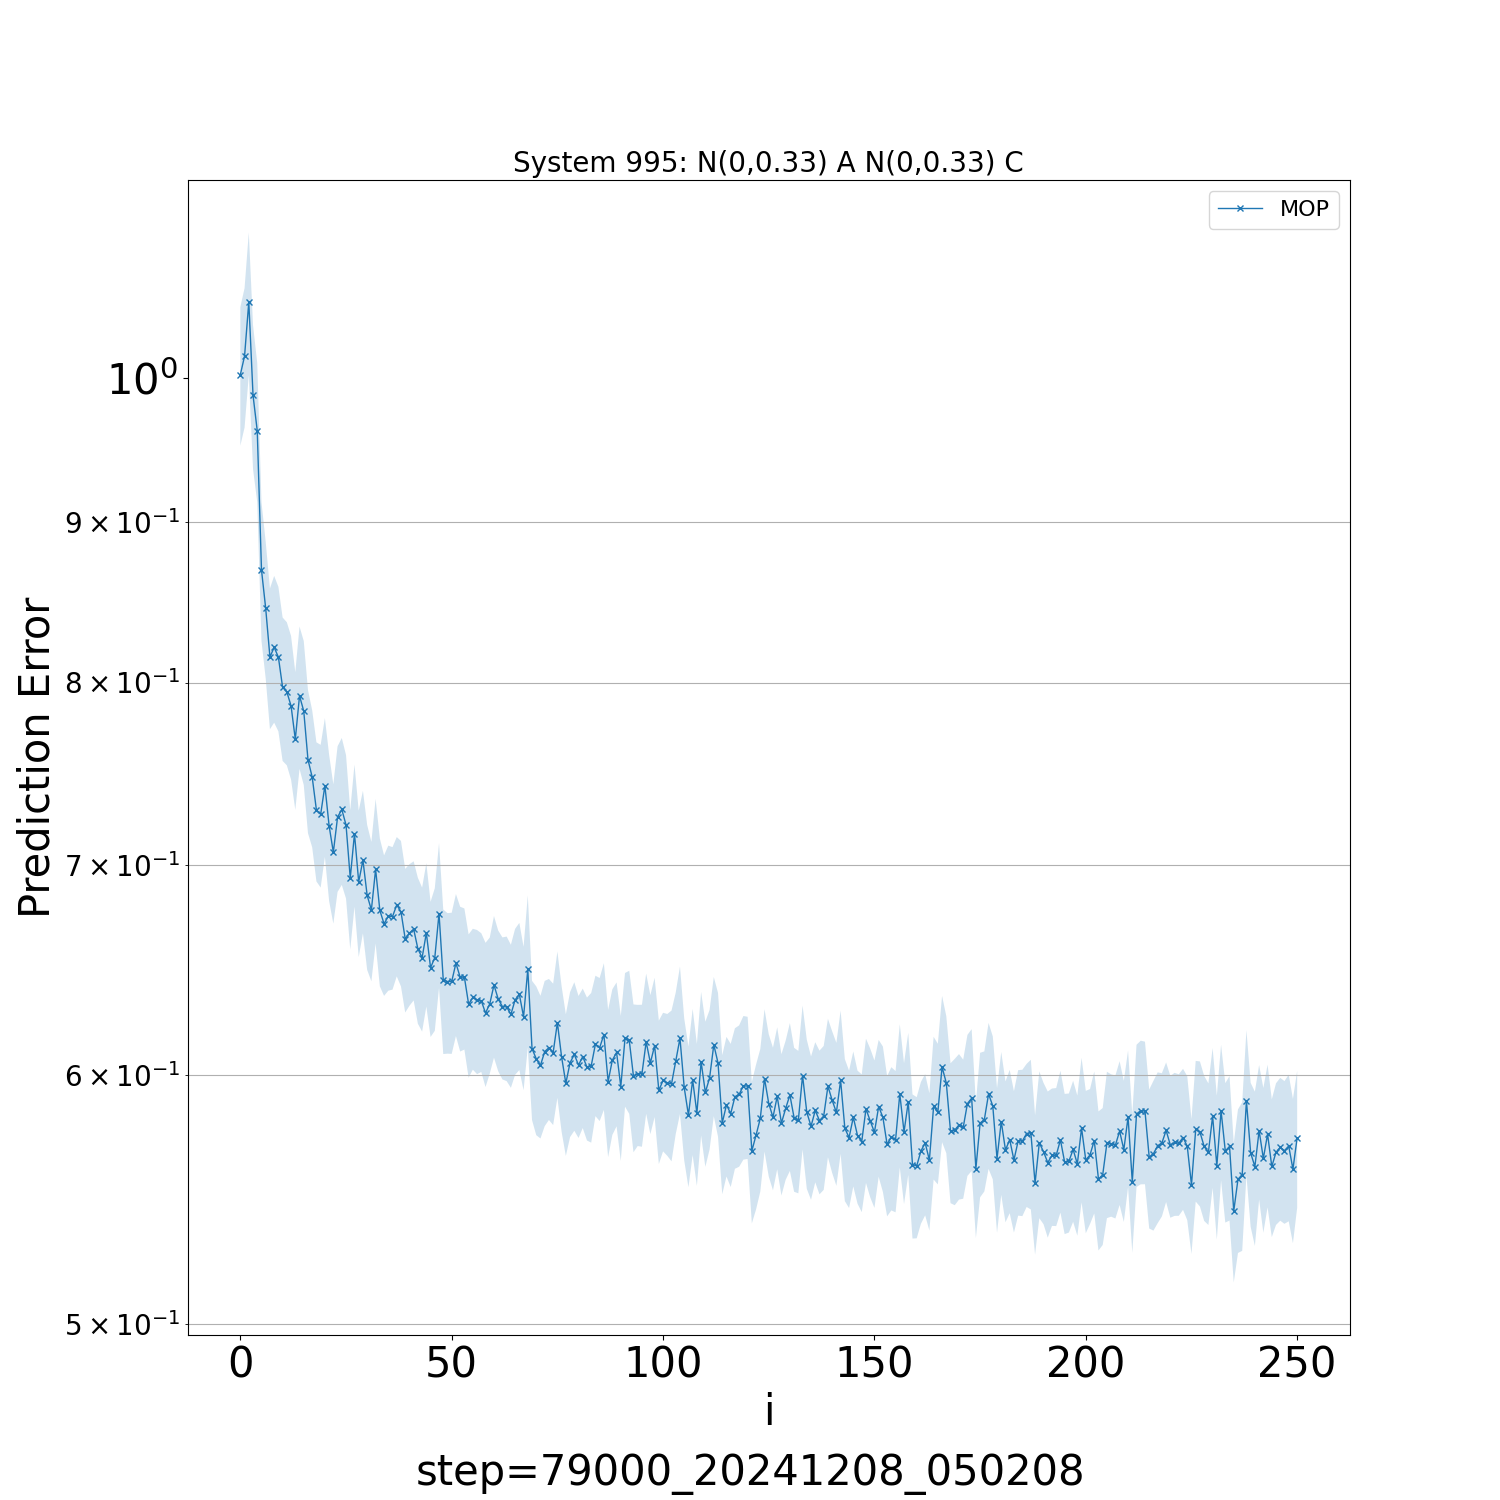 System 995: N(0,0.33) A N(0,0.33) C
MOP
10⁰
9 × 10⁻¹
8 × 10⁻¹
7 × 10⁻¹
6 × 10⁻¹
5 × 10⁻¹
Prediction Error
0 50 100 150 200 250
i
step=79000_20241208_050208